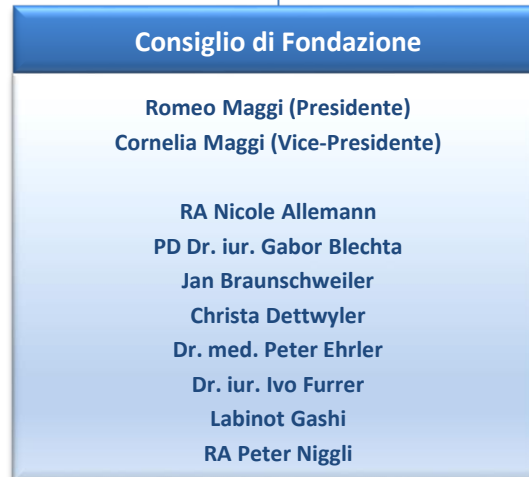 Consiglio di Fondazione
Romeo Maggi (Presidente)
Cornelia Maggi (Vice-Presidente)
RA Nicole Allemann
PD Dr. iur. Gabor Blechta
Jan Braunschweiler
Christa Dettwyler
Dr. med. Peter Ehrler
Dr. iur. Ivo Furrer
Labinot Gashi
RA Peter Niggli